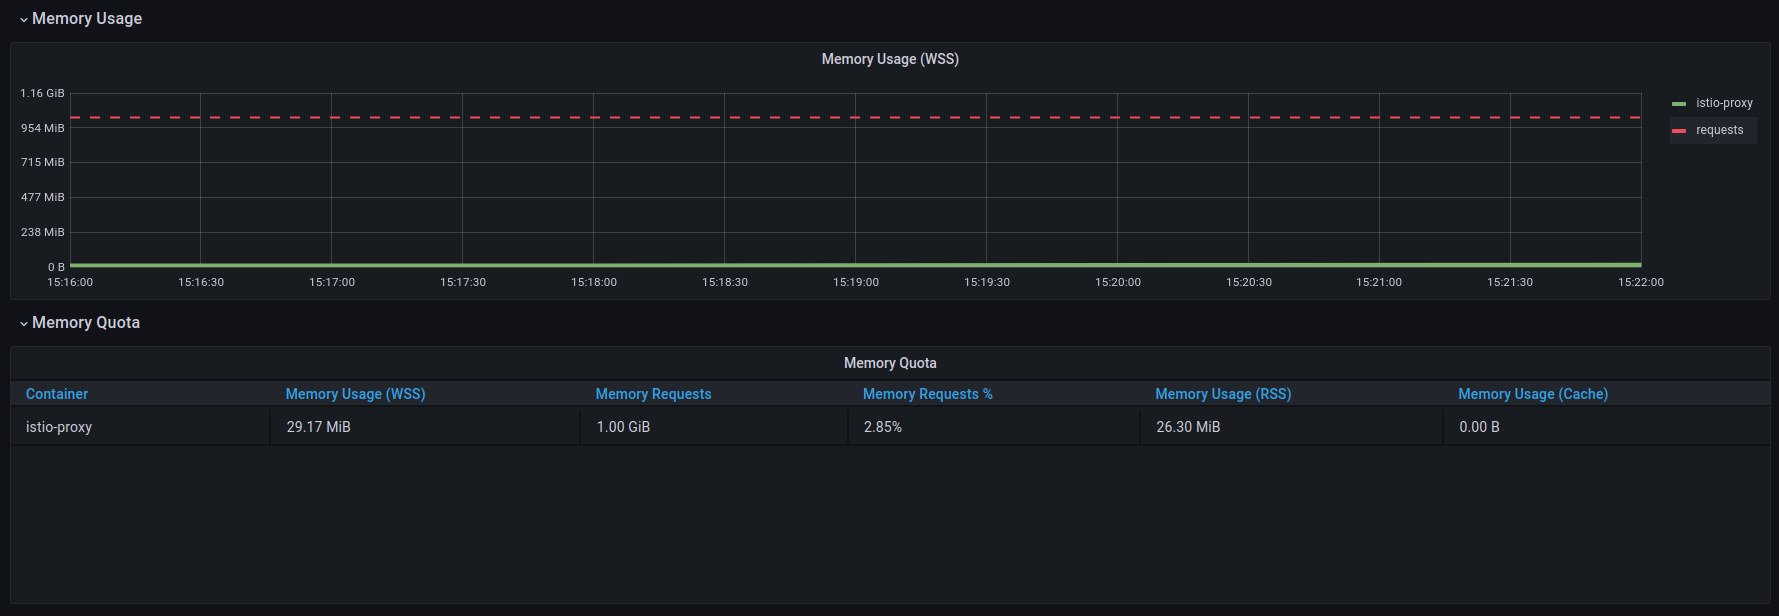 Memory Usage
Memory Usage (WSS)
1.16 GiB
954 MiB
715 MiB
477 MiB
238 MiB
0 B
15:16:00 15:16:30 15:17:00 15:17:30 15:18:00 15:18:30 15:19:00 15:19:30 15:20:00 15:20:30 15:21:00 15:21:30 15:22:00
istio-proxy
requests
Memory Quota
Memory Quota
Container Memory Usage (WSS) Memory Requests Memory Requests % Memory Usage (RSS) Memory Usage (Cache)
istio-proxy 29.17 MiB 1.00 GiB 2.85% 26.30 MiB 0.00 B